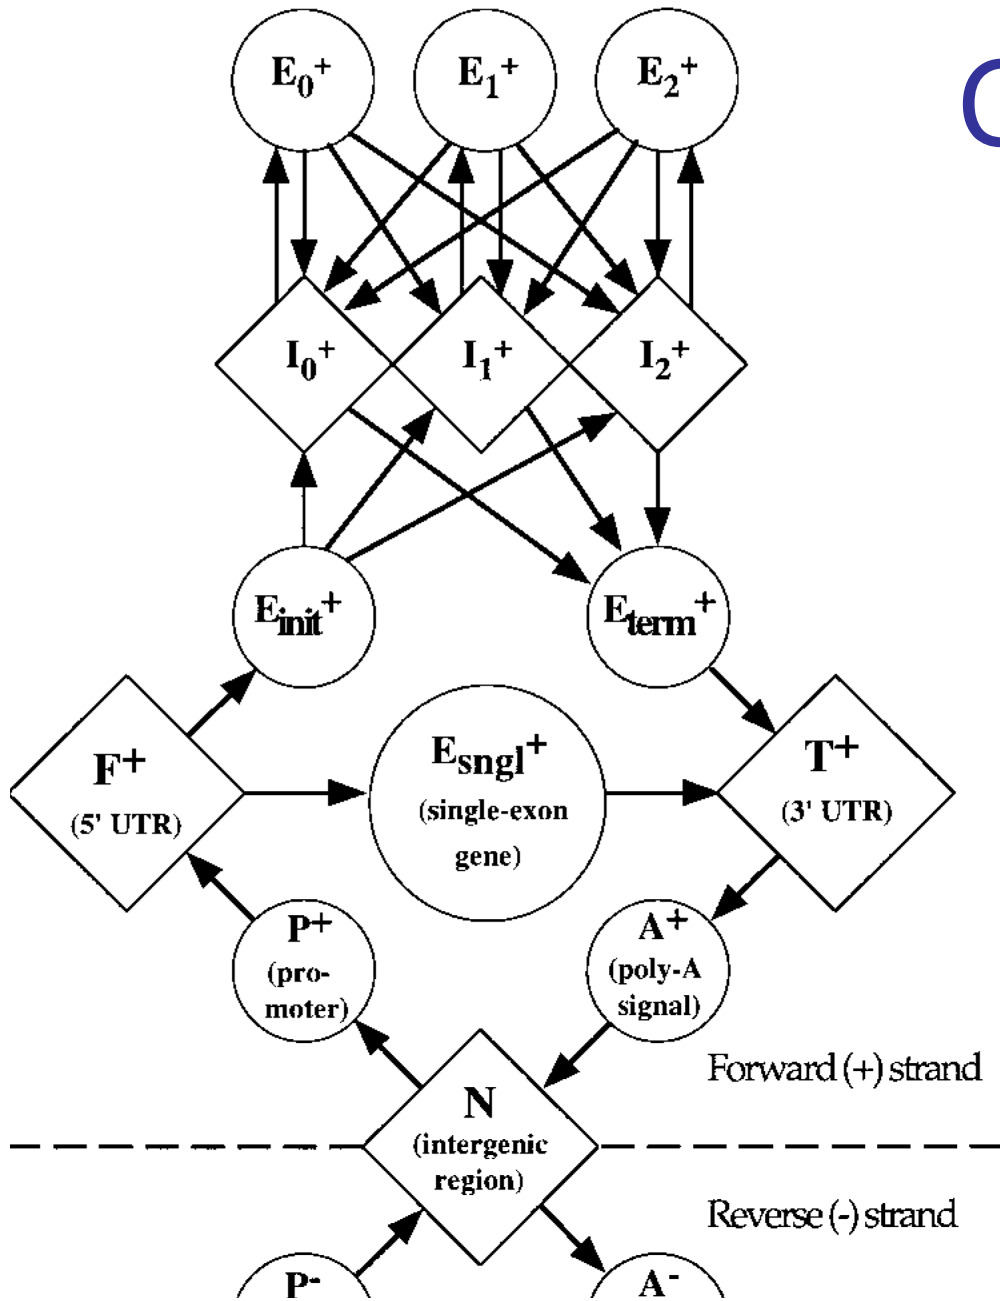 E0+ E1+ E2+
I0+ I1+ I2+
Einit+ Eterm+
F+
(5' UTR)
Esngl+
(single-exon
gene)
T+
(3' UTR)
P+
(pro-
moter)
A+
(poly-A
signal)
Forward (+) strand
N
(intergenic
region)
Reverse (-) strand
P- A-